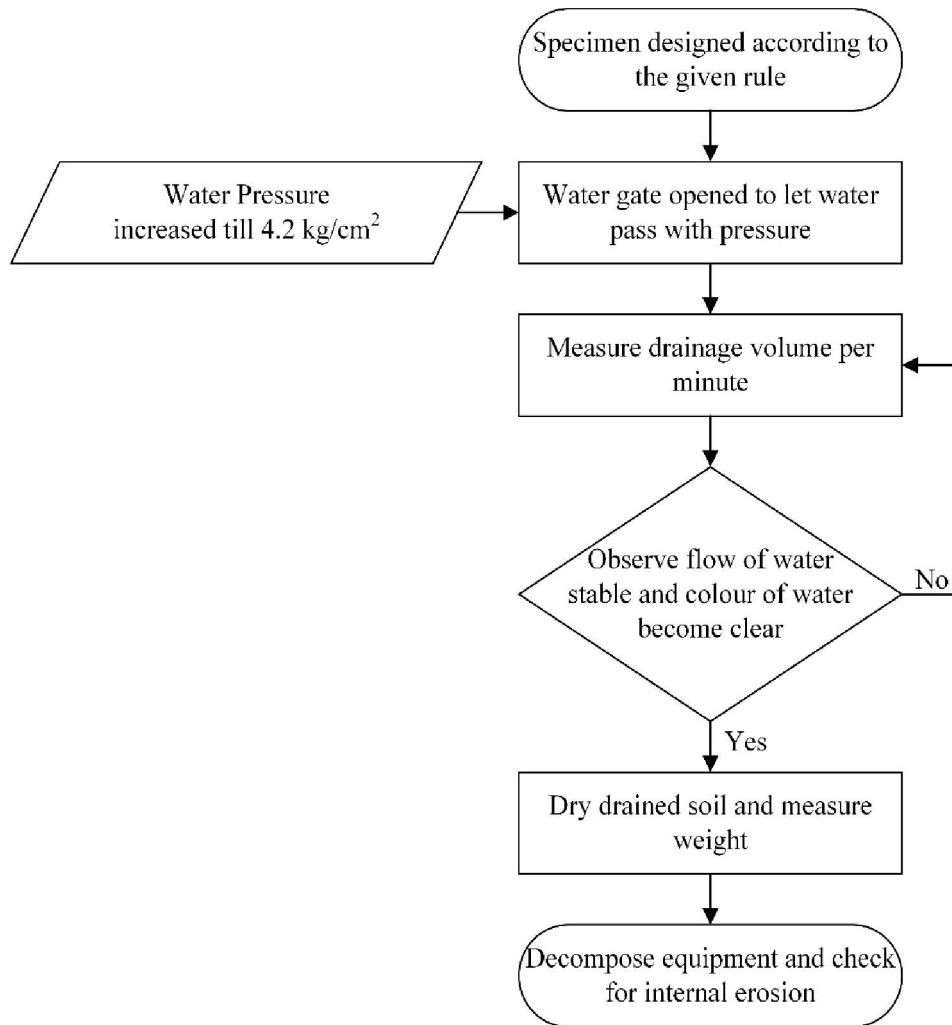 Specimen designed according to
the given rule
Water Pressure
increased till 4.2 kg/cm²
Water gate opened to let water
pass with pressure
Measure drainage volume per
minute
Observe flow of water
stable and colour of water
become clear
No
Yes
Dry drained soil and measure
weight
Decompose equipment and check
for internal erosion